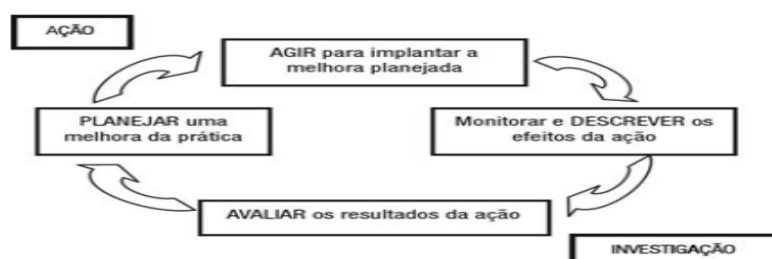 AÇÃO
AGIR para implantar a
melhora planejada
PLANEJAR uma
melhora da prática
Monitorar e DESCREVER os
efeitos da ação
AVALIAR os resultados da ação
INVESTIGAÇÃO